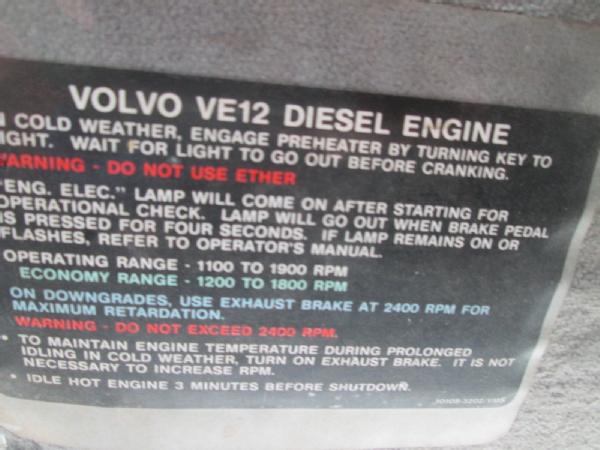 VOLVO VE12 DIESEL ENGINE
COLD WEATHER, ENGAGE PREHEATER BY TURNING KEY TO
IGHT. WAIT FOR LIGHT TO GO OUT BEFORE CRANKING.
WARNING - DO NOT USE ETHER
"ENG. ELEC." LAMP WILL COME ON AFTER STARTING FOR
OPERATIONAL CHECK. LAMP WILL GO OUT WHEN BRAKE PEDAL
IS PRESSED FOR FOUR SECONDS. IF LAMP REMAINS ON OR
FLASHES, REFER TO OPERATOR'S MANUAL.
OPERATING RANGE - 1100 TO 1900 RPM
ECONOMY RANGE - 1200 TO 1800 RPM
ON DOWNGRADES, USE EXHAUST BRAKE AT 2400 RPM FOR
MAXIMUM RETARDATION.
WARNING - DO NOT EXCEED 2400 RPM.
• TO MAINTAIN ENGINE TEMPERATURE DURING PROLONGED
IDLING IN COLD WEATHER, TURN ON EXHAUST BRAKE. IT IS NOT
NECESSARY TO INCREASE RPM.
• IDLE HOT ENGINE 3 MINUTES BEFORE SHUTDOWN.